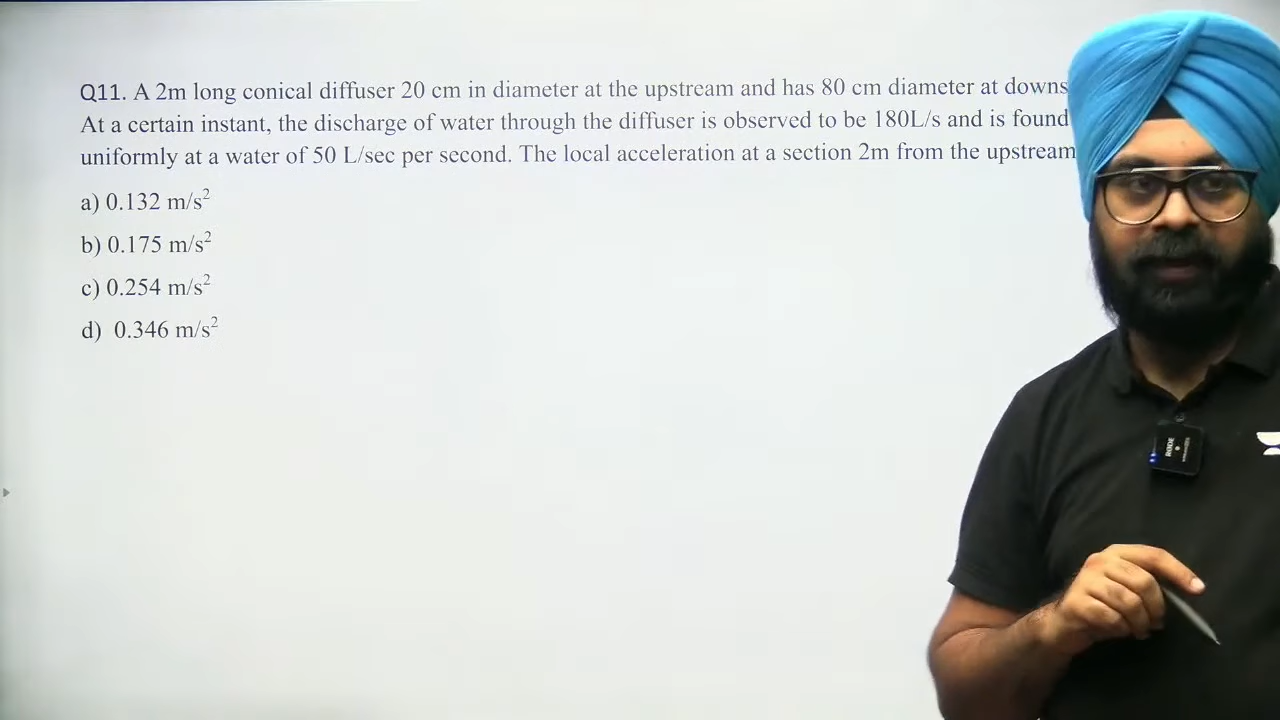 Q11. A 2m long conical diffuser 20 cm in diameter at the upstream and has 80 cm diameter at downs
At a certain instant, the discharge of water through the diffuser is observed to be 180L/s and is found
uniformly at a water of 50 L/sec per second. The local acceleration at a section 2m from the upstream
a) 0.132 m/s²
b) 0.175 m/s²
c) 0.254 m/s²
d) 0.346 m/s²
RODE